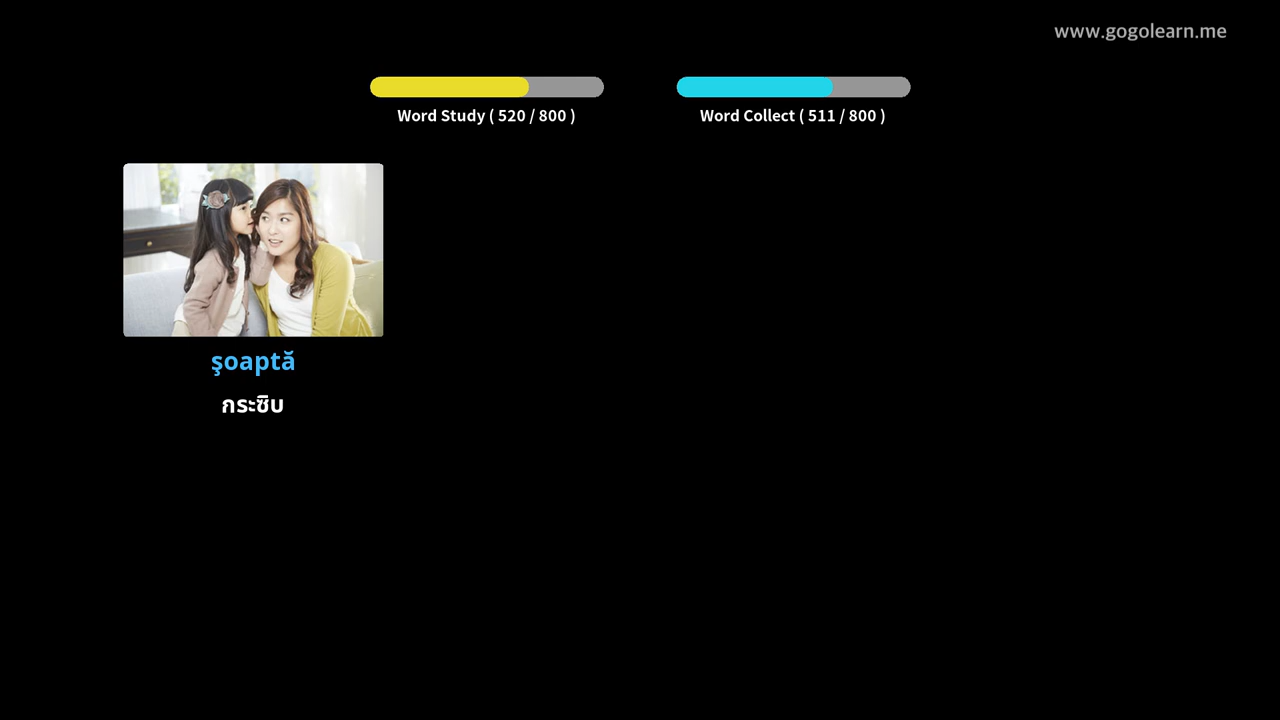 www.gogolearn.me
Word Study ( 520 / 800 )
Word Collect ( 511 / 800 )
şoaptă
กระซิบ